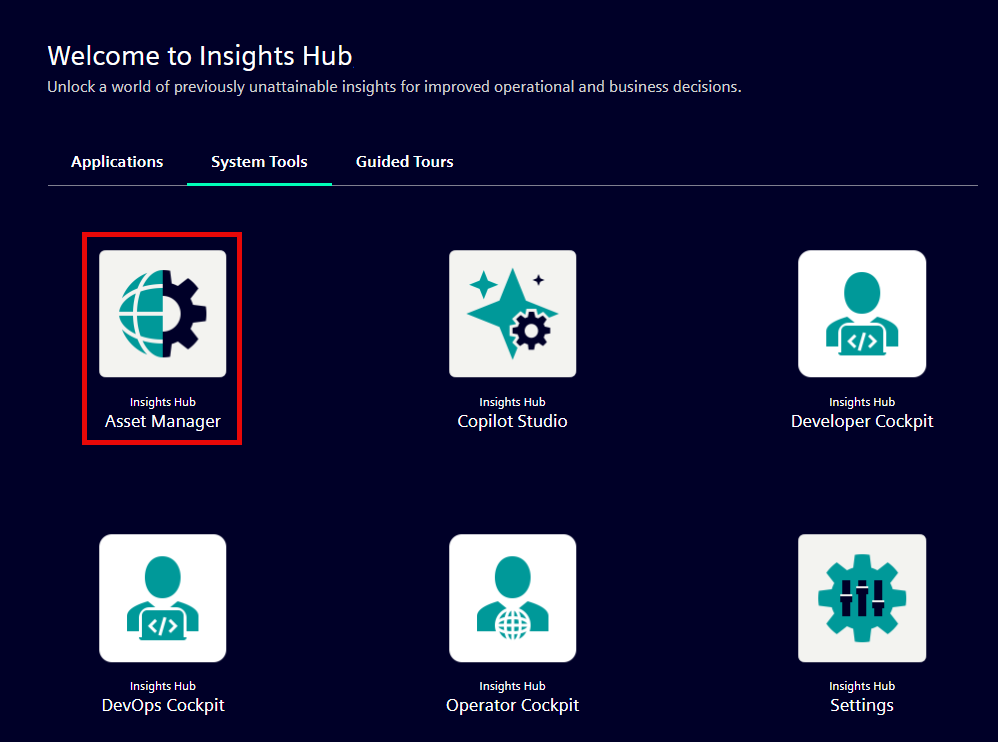 Welcome to Insights Hub
Unlock a world of previously unattainable insights for improved operational and business decisions.
Applications System Tools Guided Tours
Insights Hub
Asset Manager
Insights Hub
Copilot Studio
Insights Hub
Developer Cockpit
Insights Hub
DevOps Cockpit
Insights Hub
Operator Cockpit
Insights Hub
Settings